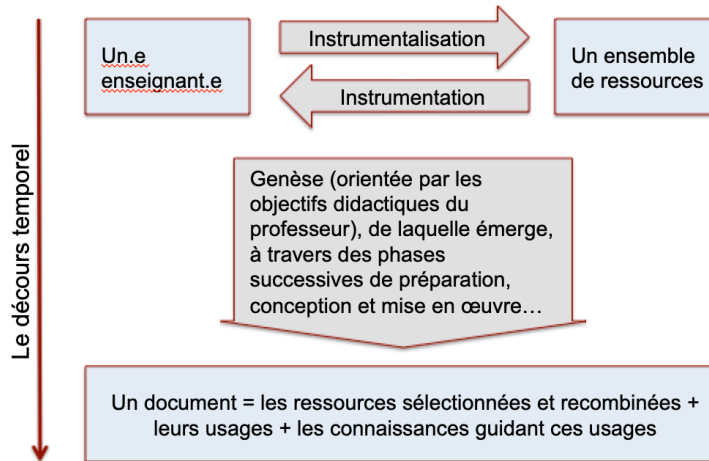 Un.e
enseignant.e
Instrumentalisation
Instrumentation
Un ensemble
de ressources
Le décours temporel
Genèse (orientée par les
objectifs didactiques du
professeur), de laquelle émerge,
à travers des phases
successives de préparation,
conception et mise en œuvre…
Un document = les ressources sélectionnées et recombinées +
leurs usages + les connaissances guidant ces usages